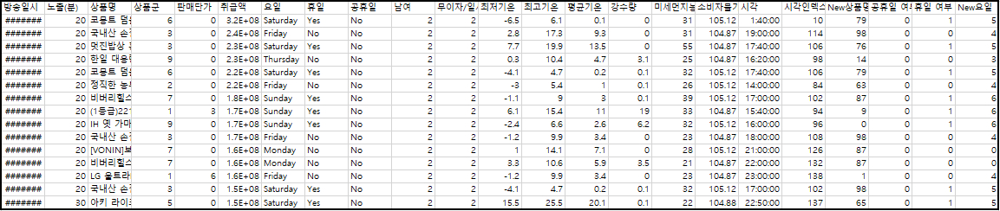 방송일시 노출(분) 상품명 상품군 판매단가 취급액 요일 휴일 공휴일 남여 무이자/일 최저기온 최고기온 평균기온 강수량 미세먼지농 소비자물가 시각 시각인덱스 New상품명 공휴일 여부 휴일 여부 New요일
####### 20 코몽트 덤 6 0 3.2E+08 Saturday Yes No 2 2 -6.5 6.1 0.1 0 31 105.12 1:40:00 10 79 0 1 5
####### 20 국내산 손 3 0 2.4E+08 Friday No No 2 2 2.8 17.3 9.3 0 31 104.87 19:00:00 114 98 0 0 4
####### 20 멋진밥상 3 0 2.3E+08 Saturday Yes No 2 2 7.7 19.9 13.5 0 55 104.87 17:40:00 106 76 0 1 5
####### 20 한일 대용 9 0 2.3E+08 Thursday No No 2 2 0.3 10.4 4.7 3.1 25 104.87 16:20:00 98 14 0 0 3
####### 20 코몽트 덤 6 0 2.2E+08 Saturday Yes No 2 2 -4.1 4.7 0.2 0.1 32 105.12 17:40:00 106 79 0 1 5
####### 20 정직한 농 2 0 2.2E+08 Friday No No 2 2 -3 5.4 1 0.1 26 105.12 14:00:00 84 63 0 0 4
####### 20 비버리힐스 7 0 1.8E+08 Sunday Yes No 2 2 -1.1 9 3 0.1 39 105.12 17:00:00 102 87 0 1 6
####### 20 (1등급)221 1 3 1.7E+08 Sunday Yes No 2 2 6.1 15.4 11 19 33 104.87 15:40:00 94 9 0 1 6
####### 20 IH 옛 가마 9 0 1.7E+08 Sunday Yes No 2 2 -2.4 6.6 2.6 6.2 32 105.12 16:00:00 96 0 0 1 6
####### 20 국내산 손 3 0 1.7E+08 Friday No No 2 2 -1.2 9.9 3.4 0 23 104.87 18:00:00 108 98 0 0 4
####### 20 [VONIN]보 7 0 1.6E+08 Monday No No 2 2 1 14.1 7.1 0 28 105.12 21:00:00 126 87 0 0 0
####### 20 비버리힐스 7 0 1.6E+08 Monday No No 2 2 3.3 10.6 5.9 3.5 21 104.87 22:00:00 132 87 0 0 0
####### 20 LG 울트라 1 6 1.6E+08 Friday No No 2 2 -1.2 9.9 3.4 0 23 104.87 23:00:00 138 1 0 0 4
####### 20 국내산 손 3 0 1.5E+08 Saturday Yes No 2 2 -4.1 4.7 0.2 0.1 32 105.12 17:00:00 102 98 0 1 5
####### 30 아키 라이 5 0 1.5E+08 Saturday Yes No 2 2 15.5 25.5 20.1 0.1 22 104.88 22:50:00 137 65 0 1 5